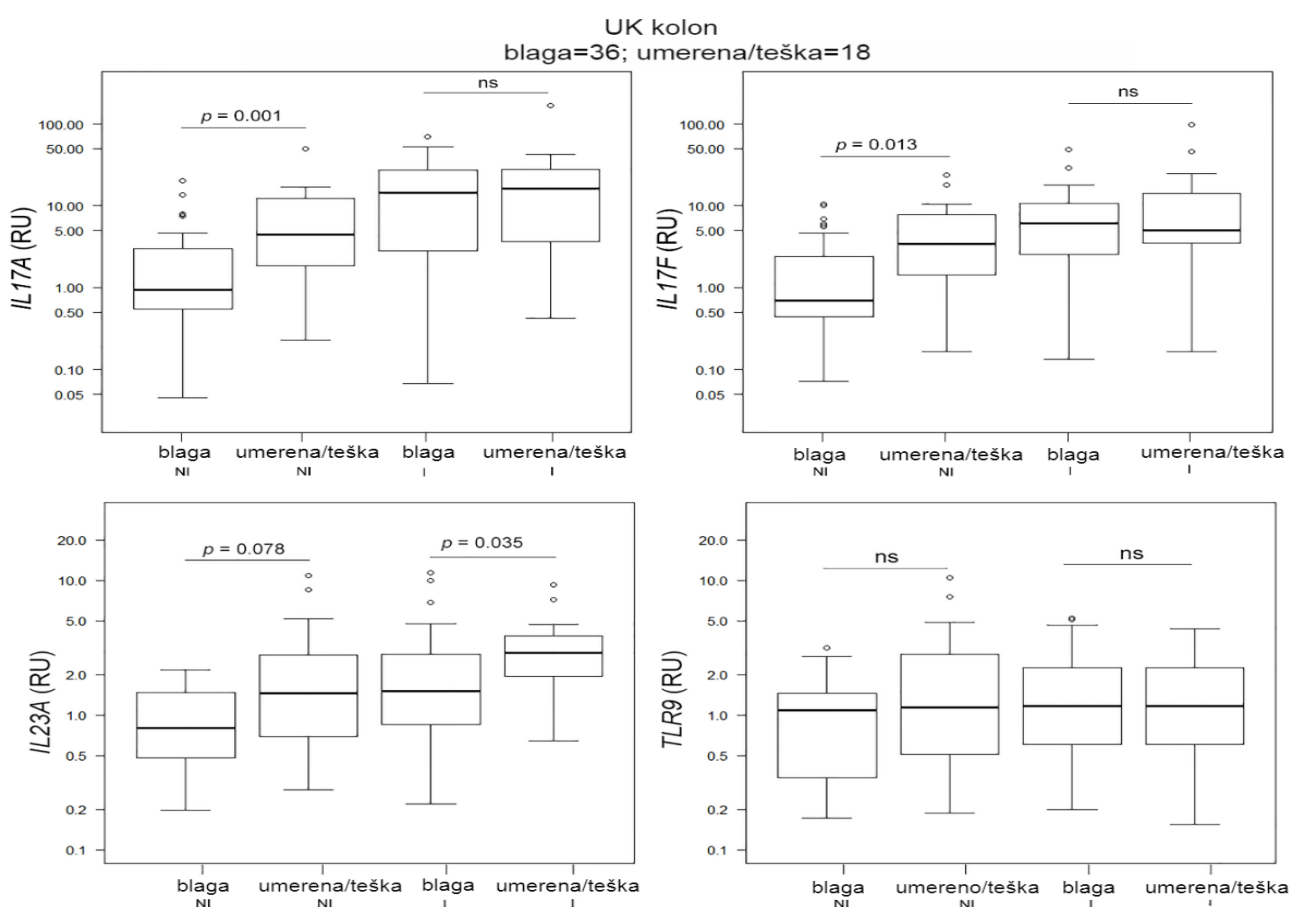 UK kolon
blaga=36; umerena/teška=18
IL17A (RU)
100.00
50.00
10.00
5.00
1.00
0.50
0.10
0.05
p = 0.001
ns
blaga umerena/teška blaga umerena/teška
NI NI I I
IL17F (RU)
100.00
50.00
10.00
5.00
1.00
0.50
0.10
0.05
p = 0.013
ns
blaga umerena/teška blaga umerena/teška
NI NI I I
IL23A (RU)
20.0
10.0
5.0
2.0
1.0
0.5
0.2
0.1
p = 0.078
p = 0.035
blaga umerena/teška blaga umerena/teška
NI NI I I
TLR9 (RU)
20.0
10.0
5.0
2.0
1.0
0.5
0.2
0.1
ns
ns
blaga umereno/teška blaga umerena/teška
NI NI I I